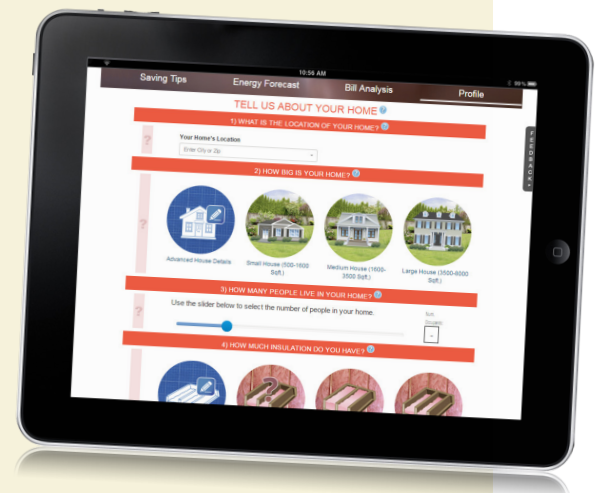 10:56 AM
99%
Saving Tips
Energy Forecast
Bill Analysis
Profile
TELL US ABOUT YOUR HOME
1) WHAT IS THE LOCATION OF YOUR HOME?
?
Your Home's Location
Enter City or Zip
FEEDBACK
2) HOW BIG IS YOUR HOME?
?
Advanced House Details
Small House (500-1600
Sqft.)
Medium House (1600-
3500 Sqft.)
Large House (3500-6000
Sqft.)
3) HOW MANY PEOPLE LIVE IN YOUR HOME?
?
Use the slider below to select the number of people in your home.
4) HOW MUCH INSULATION DO YOU HAVE?
?
?